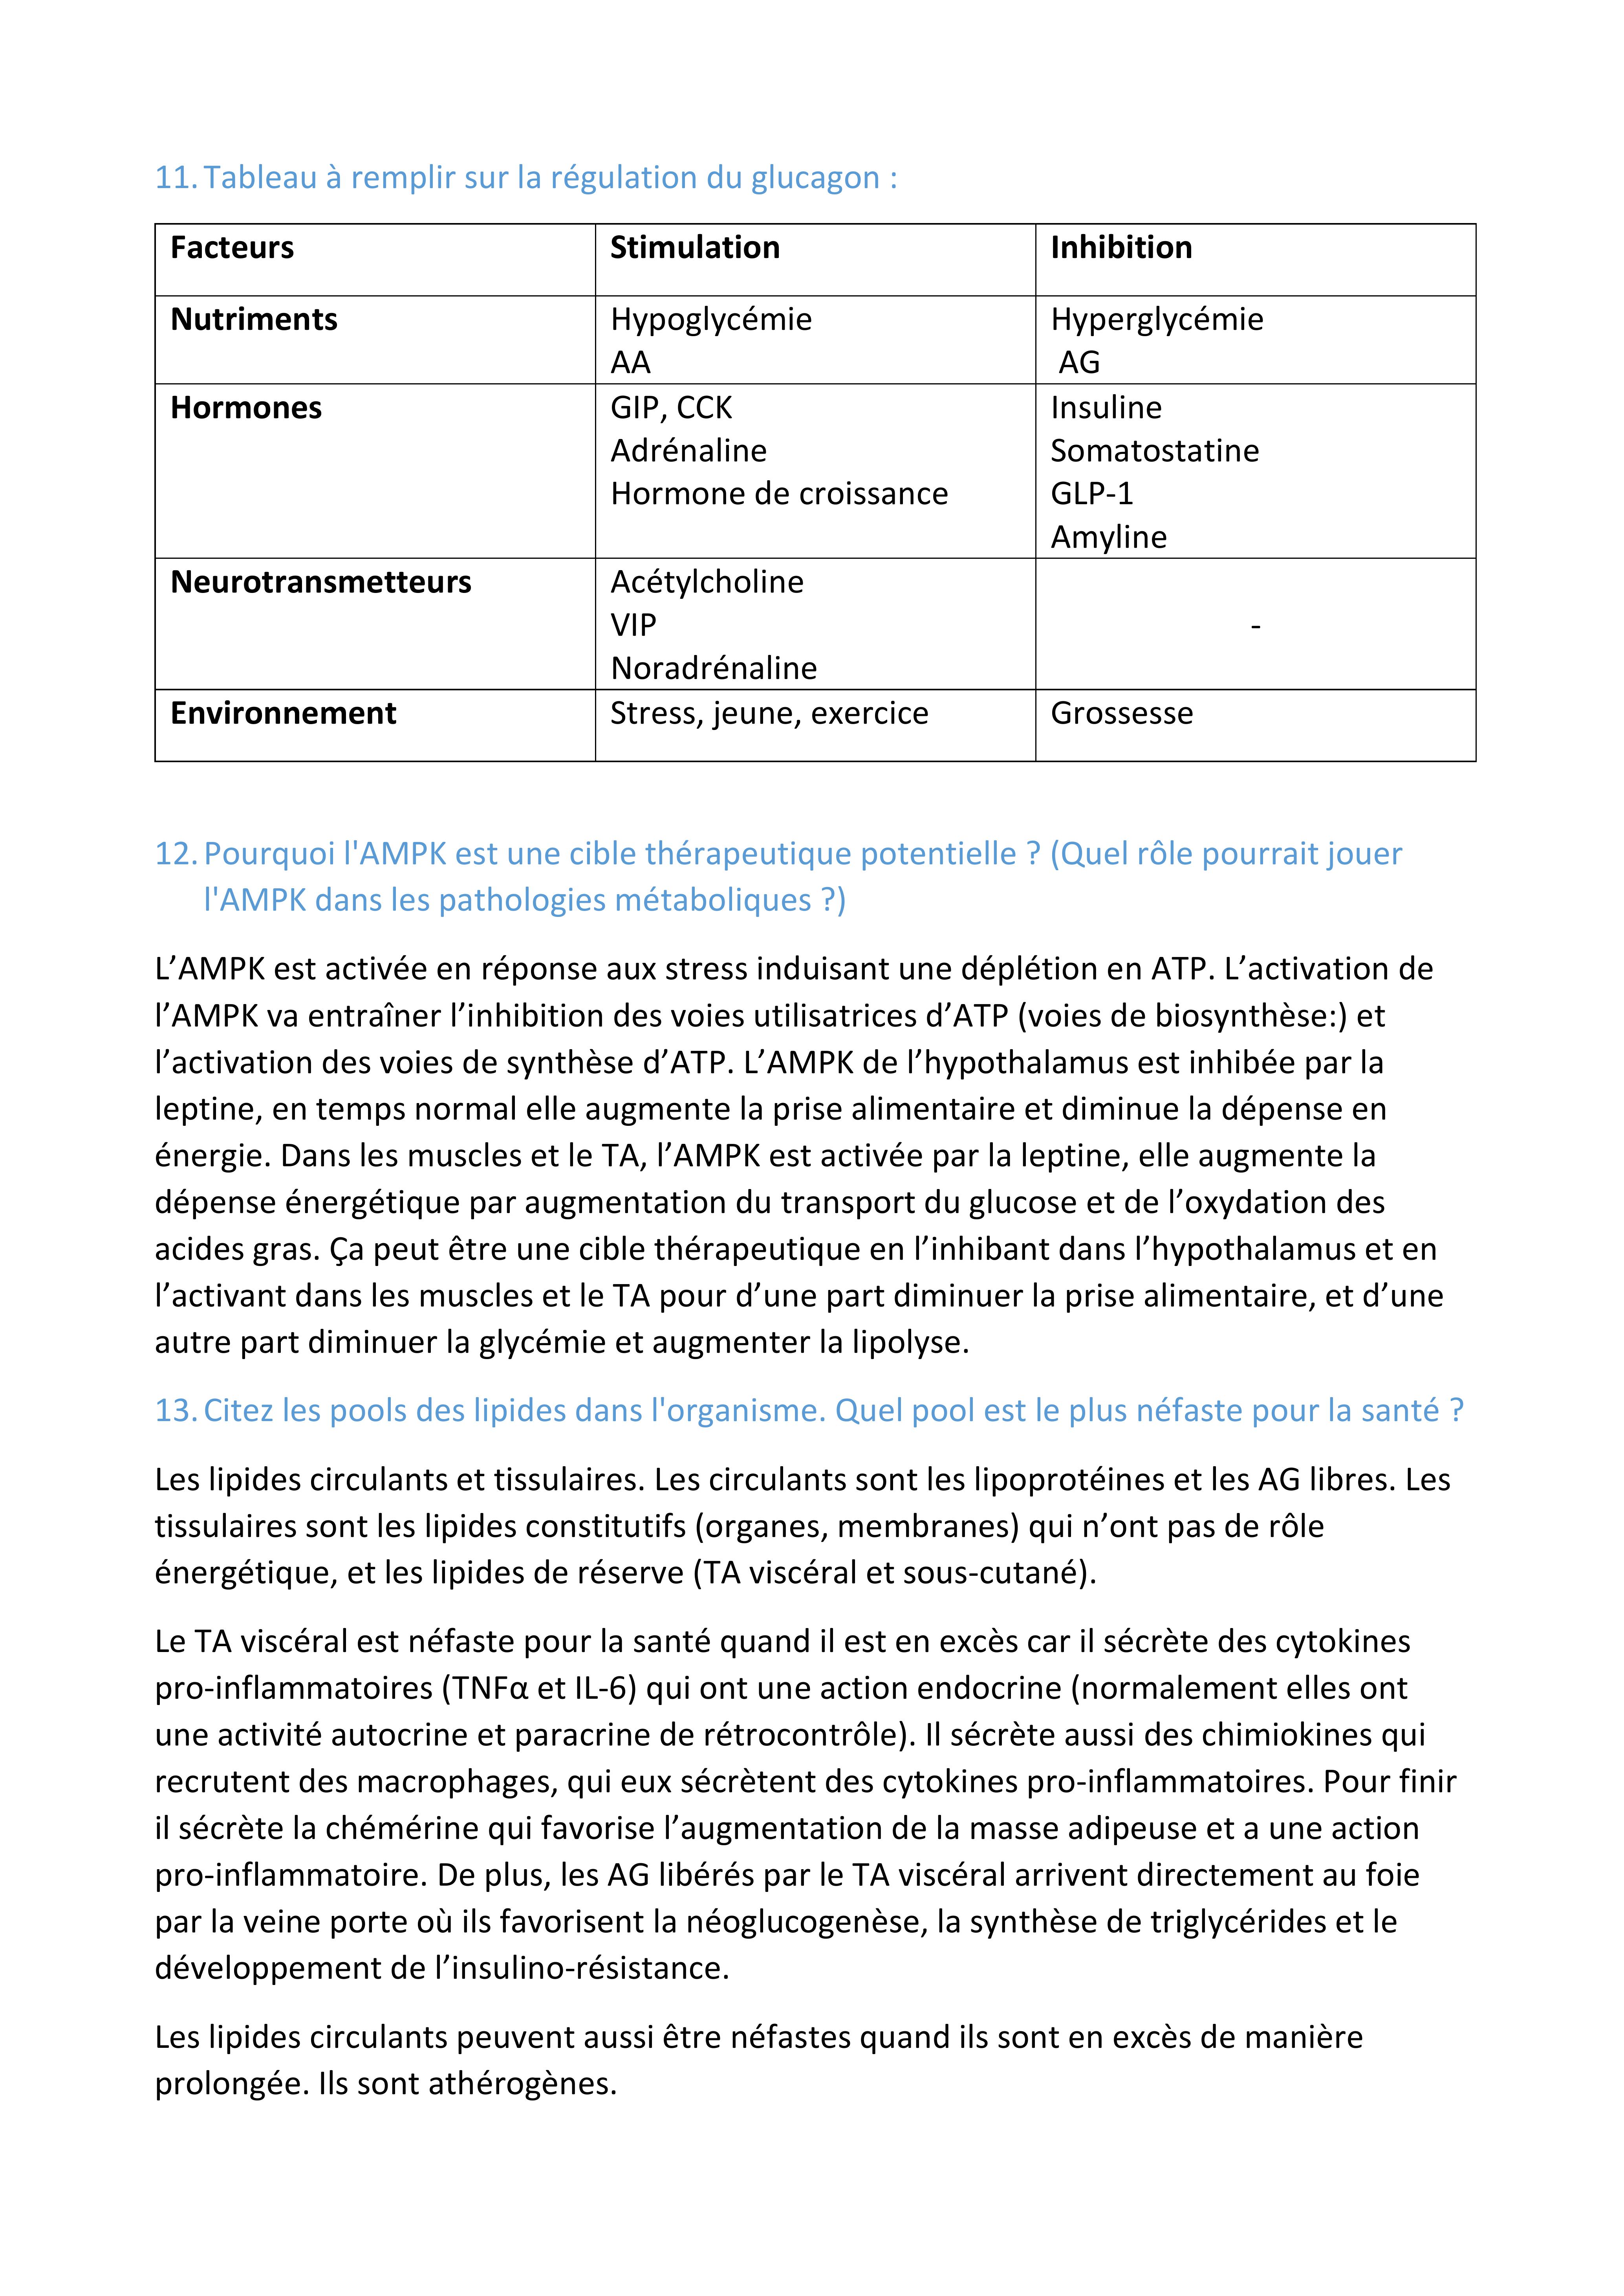 11. Tableau à remplir sur la régulation du glucagon :
Facteurs Stimulation Inhibition
Nutriments Hypoglycémie Hyperglycémie
AA AG
Hormones GIP, CCK Insuline
Adrénaline Somatostatine
Hormone de croissance GLP-1
Amyline
Neurotransmetteurs Acétylcholine
VIP -
Noradrénaline
Environnement Stress, jeune, exercice Grossesse
12. Pourquoi l'AMPK est une cible thérapeutique potentielle ? (Quel rôle pourrait jouer
l'AMPK dans les pathologies métaboliques ?)
L’AMPK est activée en réponse aux stress induisant une déplétion en ATP. L’activation de
l’AMPK va entraîner l’inhibition des voies utilisatrices d’ATP (voies de biosynthèse:) et
l’activation des voies de synthèse d’ATP. L’AMPK de l’hypothalamus est inhibée par la
leptine, en temps normal elle augmente la prise alimentaire et diminue la dépense en
énergie. Dans les muscles et le TA, l’AMPK est activée par la leptine, elle augmente la
dépense énergétique par augmentation du transport du glucose et de l’oxydation des
acides gras. Ça peut être une cible thérapeutique en l’inhibant dans l’hypothalamus et en
l’activant dans les muscles et le TA pour d’une part diminuer la prise alimentaire, et d’une
autre part diminuer la glycémie et augmenter la lipolyse.
13. Citez les pools des lipides dans l'organisme. Quel pool est le plus néfaste pour la santé ?
Les lipides circulants et tissulaires. Les circulants sont les lipoprotéines et les AG libres. Les
tissulaires sont les lipides constitutifs (organes, membranes) qui n’ont pas de rôle
énergétique, et les lipides de réserve (TA viscéral et sous-cutané).
Le TA viscéral est néfaste pour la santé quand il est en excès car il sécrète des cytokines
pro-inflammatoires (TNFα et IL-6) qui ont une action endocrine (normalement elles ont
une activité autocrine et paracrine de rétrocontrôle). Il sécrète aussi des chimiokines qui
recrutent des macrophages, qui eux sécrètent des cytokines pro-inflammatoires. Pour finir
il sécrète la chémérine qui favorise l’augmentation de la masse adipeuse et a une action
pro-inflammatoire. De plus, les AG libérés par le TA viscéral arrivent directement au foie
par la veine porte où ils favorisent la néoglucogenèse, la synthèse de triglycérides et le
développement de l’insulino-résistance.
Les lipides circulants peuvent aussi être néfastes quand ils sont en excès de manière
prolongée. Ils sont athérogènes.